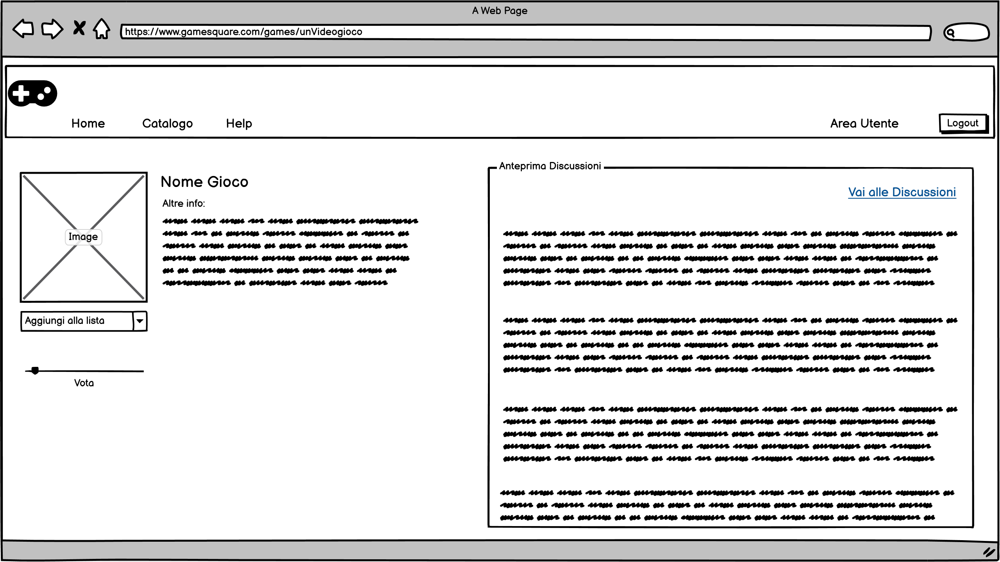 A Web Page
https://www.gamesquare.com/games/unVideogioco
Home
Catalogo
Help
Area Utente
Logout
Anteprima Discussioni
Vai alle Discussioni
Nome Gioco
Altre info:
Image
Aggiungi alla lista
Vota